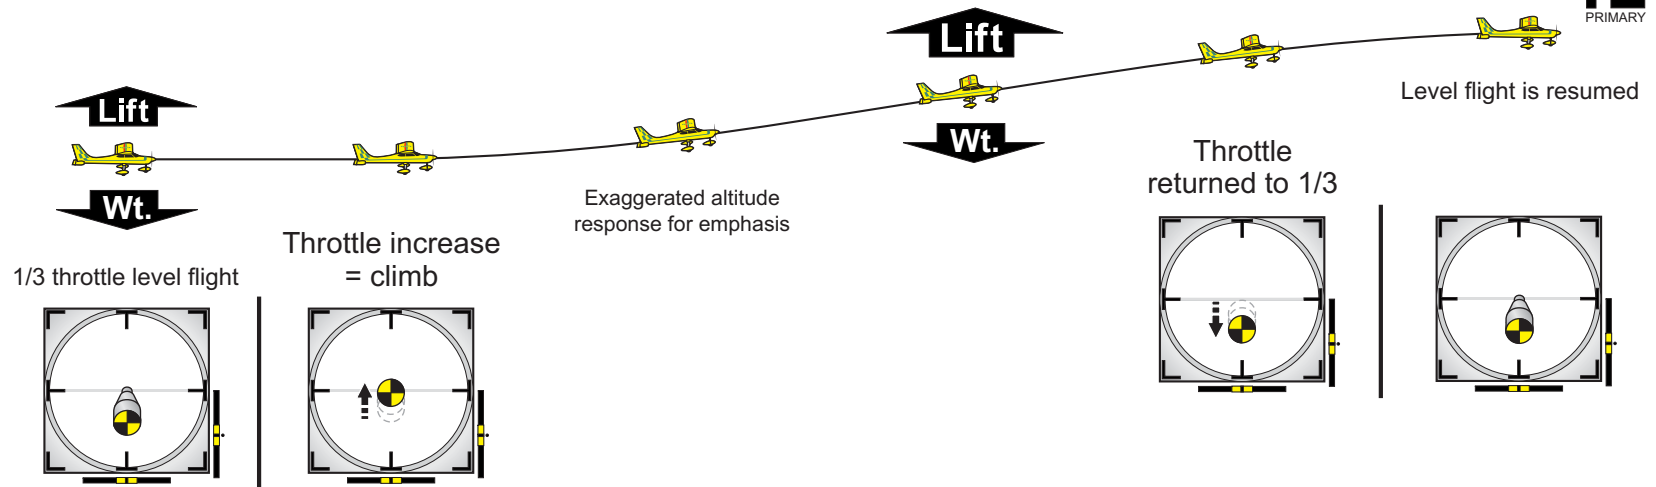 PRIMARY
Lift
Lift
Level flight is resumed
Wt.
Wt.
Throttle
returned to 1/3
Exaggerated altitude
response for emphasis
Throttle increase
= climb
1/3 throttle level flight